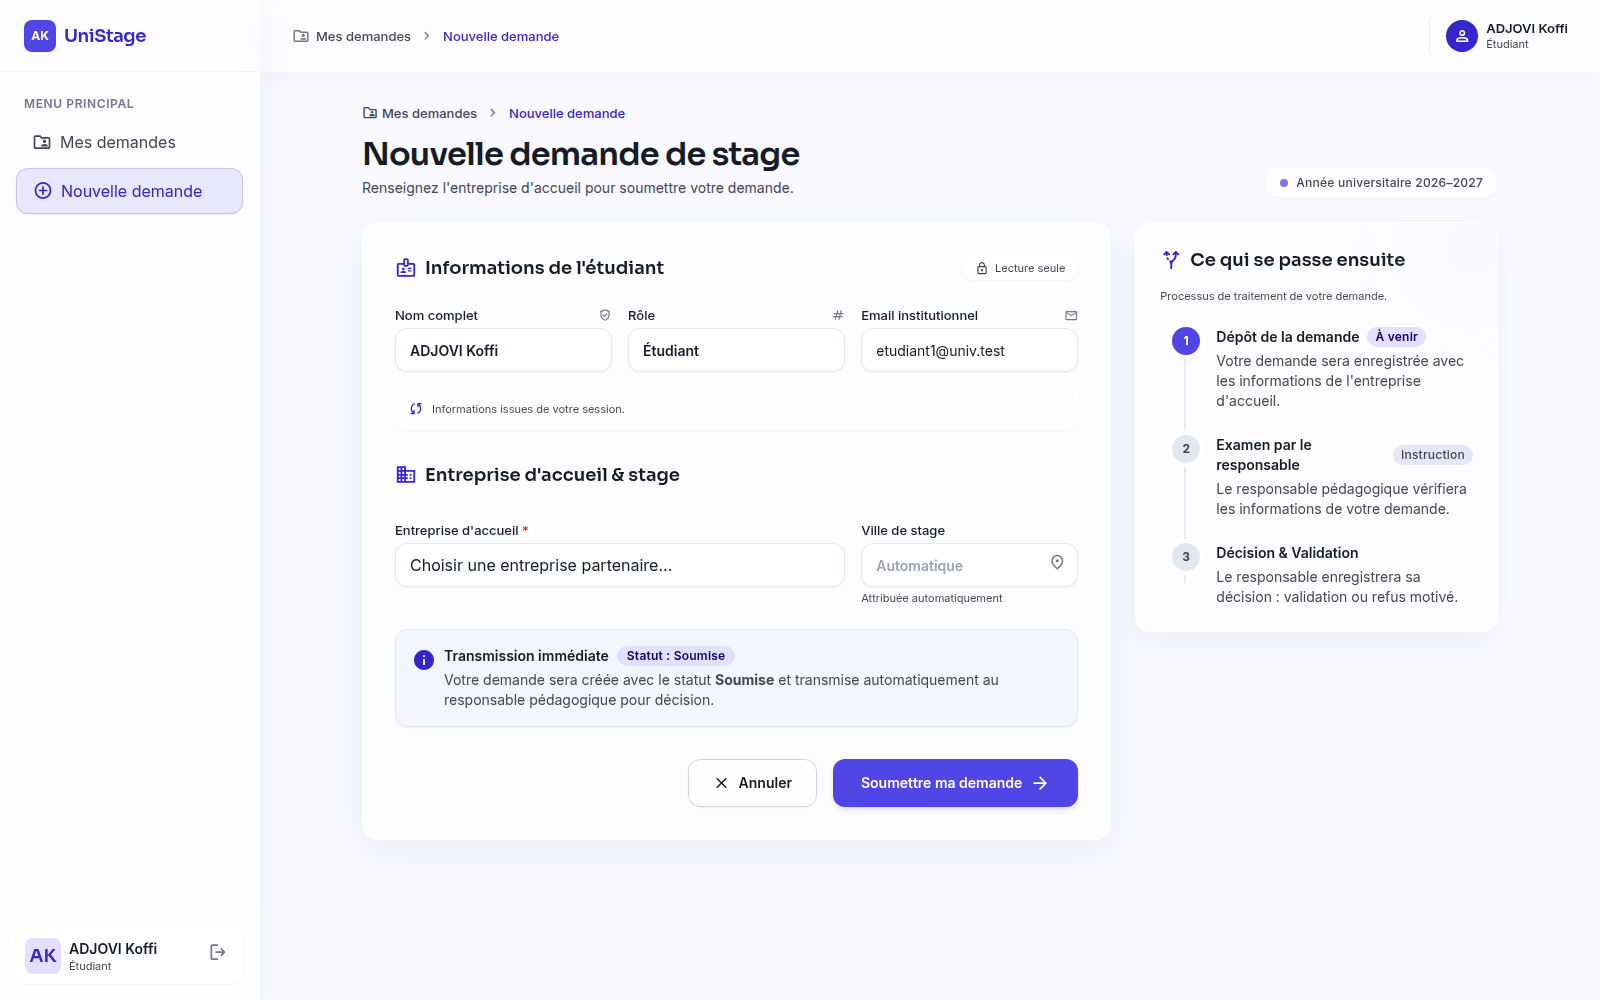 AK UniStage
MENU PRINCIPAL
Mes demandes
Nouvelle demande
AK
ADJOVI Koffi
Étudiant
Mes demandes
Nouvelle demande
ADJOVI Koffi
Étudiant
Mes demandes
Nouvelle demande
Nouvelle demande de stage
Renseignez l'entreprise d'accueil pour soumettre votre demande.
Année universitaire 2026–2027
Informations de l'étudiant
Lecture seule
Nom complet
ADJOVI Koffi
Rôle
#
Étudiant
Email institutionnel
etudiant1@univ.test
Informations issues de votre session.
Entreprise d'accueil & stage
Entreprise d'accueil *
Choisir une entreprise partenaire...
Ville de stage
Automatique
Attribuée automatiquement
Transmission immédiate Statut : Soumise
Votre demande sera créée avec le statut Soumise et transmise automatiquement au
responsable pédagogique pour décision.
Annuler
Soumettre ma demande
Ce qui se passe ensuite
Processus de traitement de votre demande.
1 Dépôt de la demande À venir
Votre demande sera enregistrée avec
les informations de l'entreprise
d'accueil.
2 Examen par le
responsable
Instruction
Le responsable pédagogique vérifiera
les informations de votre demande.
3 Décision & Validation
Le responsable enregistrera sa
décision : validation ou refus motivé.